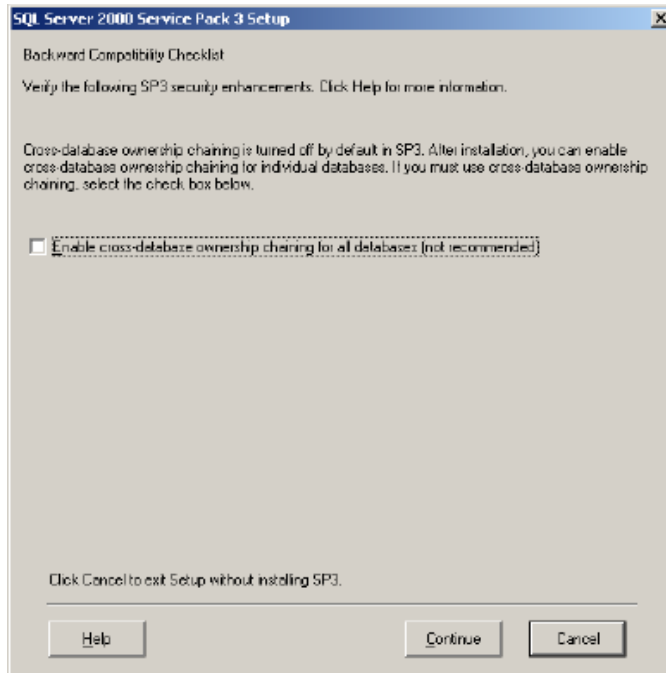 SQL Server 2000 Service Pack 3 Setup
Backward Compatibility Checklist
Verify the following SP3 security enhancements. Click Help for more information.
Cross-database ownership chaining is turned off by default in SP3. After installation, you can enable
cross-database ownership chaining for individual databases. If you must use cross-database ownership
chaining, select the check box below.
Enable cross-database ownership chaining for all databases (not recommended)
Click Cancel to exit Setup without installing SP3.
Help
Continue
Cancel